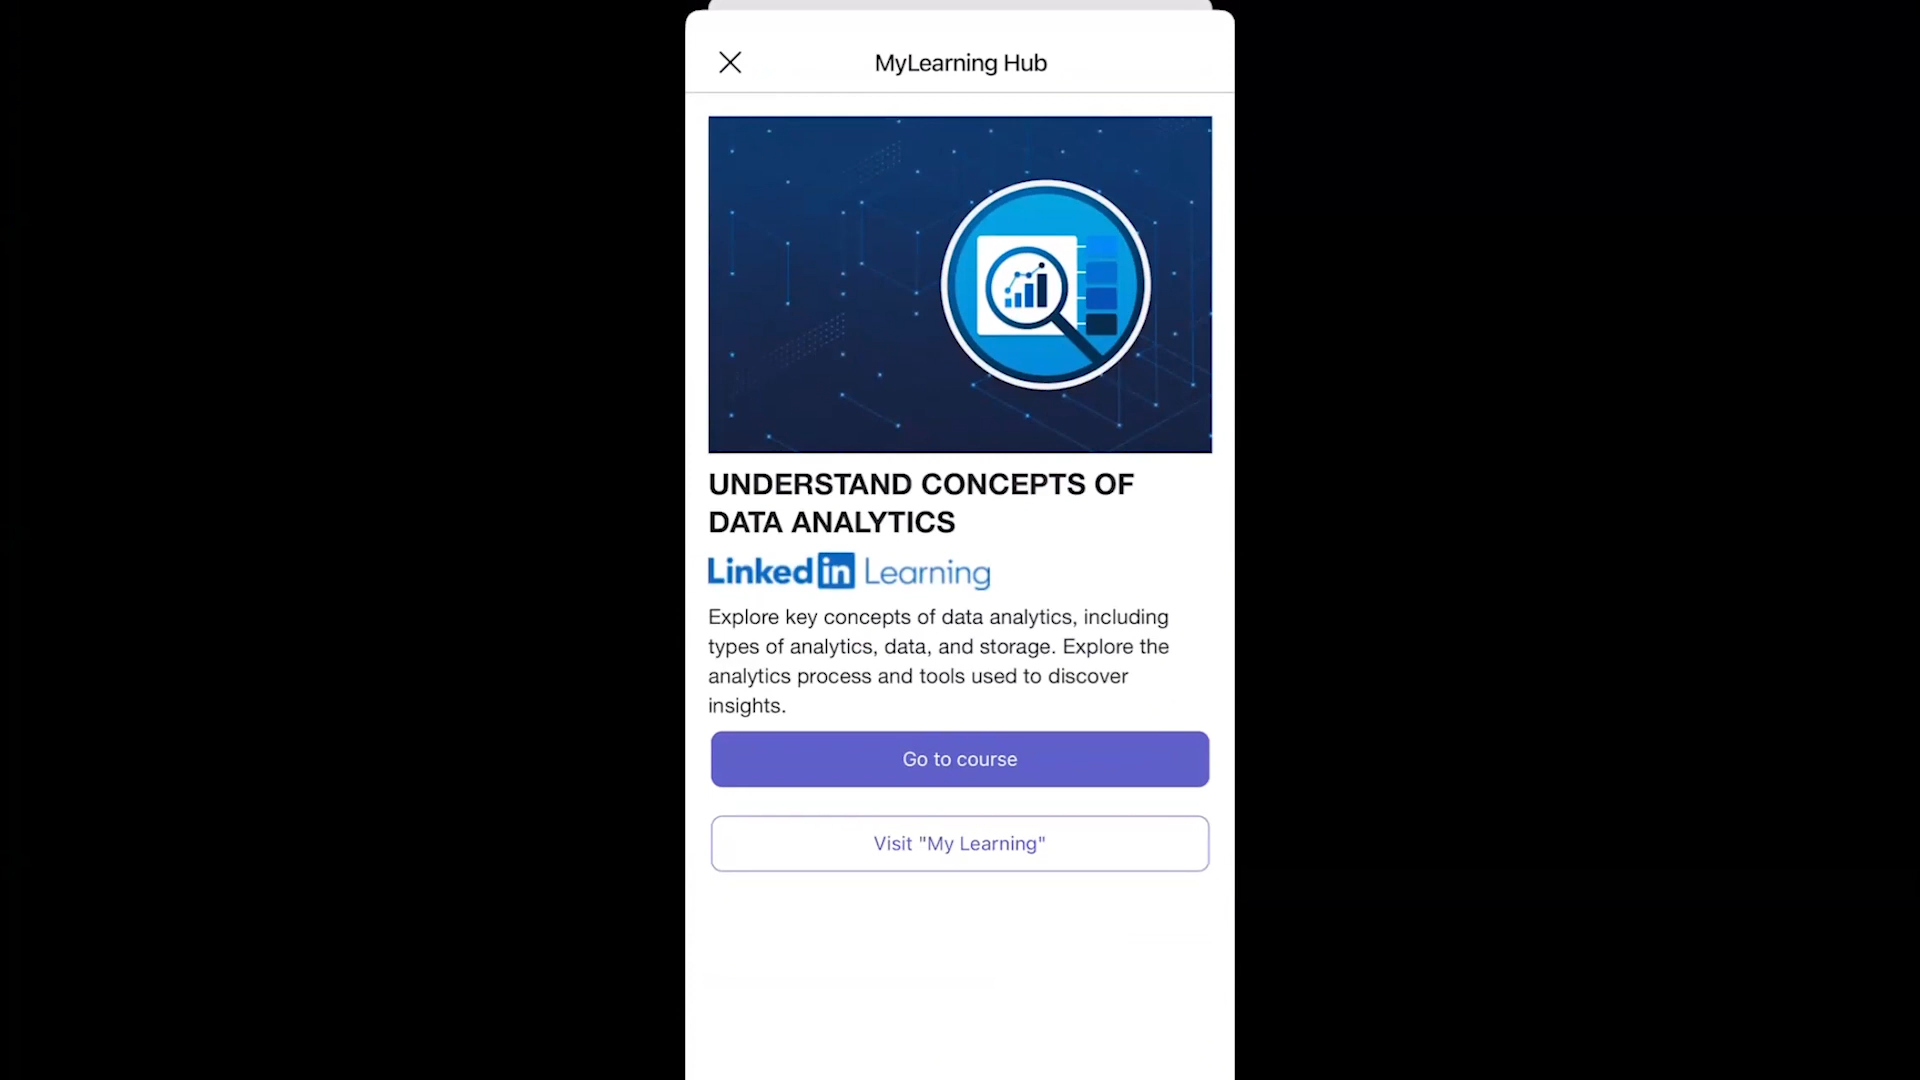 MyLearning Hub
UNDERSTAND CONCEPTS OF
DATA ANALYTICS
Linked in Learning
Explore key concepts of data analytics, including
types of analytics, data, and storage. Explore the
analytics process and tools used to discover
insights.
Go to course
Visit "My Learning"